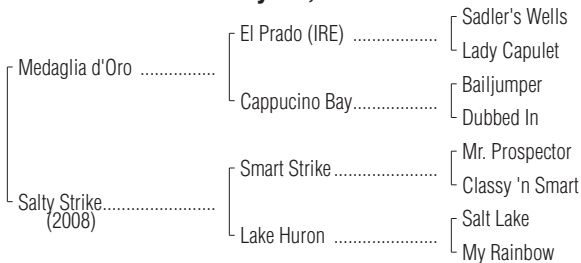 Sadler's Wells
El Prado (IRE) ..................
Lady Capulet
Medaglia d'Oro ................
Bailjumper
Cappucino Bay...................
Dubbed In
Mr. Prospector
Smart Strike.......................
Classy 'n Smart
Salty Strike........................
(2008)
Salt Lake
Lake Huron .......................
My Rainbow